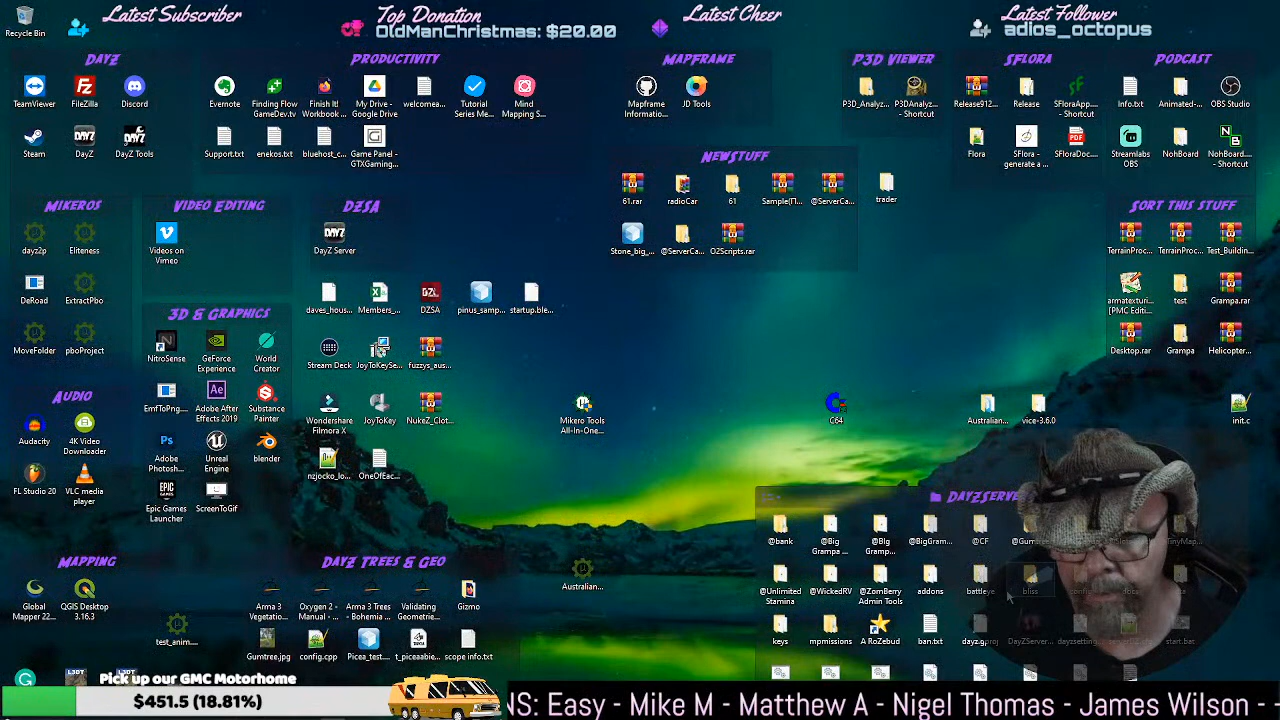 Latest Subscriber
Top Donation
OldManChristmas: $20.00
Latest Cheer
Latest Follower
adios_octopus
Recycle Bin
DayZ
Productivity
MapFrame
P3D Viewer
SFlora
Podcast
TeamViewer FileZilla Discord
Evernote Finding Flow GameDev.tv Finish It! Workbook ... My Drive - Google Drive welcomea... Tutorial Series Me... Mind Mapping S...
Mapframe Informatio... JD Tools
P3D_Analyz... P3DAnalyz... - Shortcut
Release912... Release SFloraApp... - Shortcut
Info.txt Animated-... OBS Studio
Steam DayZ DayZ Tools
Support.txt enekos.txt bluehost_c... Game Panel - GTXGaming...
Flora SFlora - generate a ... SFloraDoc....
Streamlabs OBS NohBoard NohBoard.... - Shortcut
NewStuff
61.rar radioCar 61 Sample(П... @ServerCa... trader
Stone_big_... @ServerCa... O2Scripts.rar
Mikeros
Video Editing
DZSA
Sort this stuff
dayz2p Eliteness
Videos on Vimeo
DayZ Server
TerrainProc... TerrainProc... Test_Buildin...
DeRoad ExtractPbo
daves_hous... Members_... DZSA pinus_samp... startup.ble...
armatexturi... [PMC Editi... test Grampa.rar
3D & Graphics
MoveFolder pboProject
NitroSense GeForce Experience World Creator
Stream Deck JoyToKeySe... fuzzys_aus...
Desktop.rar Grampa Helicopter...
Audio
EmfToPng... Adobe After Effects 2019 Substance Painter
Wondershare Filmora X JoyToKey NukeZ_Clot...
Mikero Tools All-In-One...
C64
Australian... vice-3.6.0
init.c
Audacity 4K Video Downloader
Adobe Photosh... Unreal Engine blender
nzjocko_lo... OneOfEac...
FL Studio 20 VLC media player
Epic Games Launcher ScreenToGif
DayZServe
@bank @Big Grampa ... @Big Gramp... @BigGram... @CF
@Unlimited Stamina @WickedRV @ZomBerry Admin Tools addons battleye bliss
keys mpmissions A RoZebud ban.txt dayz.gproj DayZServer... dayzsetting... start.bat
Mapping
DayZ Trees & Geo
Global Mapper 22... QGIS Desktop 3.16.3
test_anim....
Arma 3 Vegetatio... Oxygen 2 - Manual - ... Arma 3 Trees - Bohemia ... Validating Geometrie... Gizmo
Australian...
Gumtree.jpg config.cpp Picea_test.... t_piceaabie... scope info.txt
Pick up our GMC Motorhome
$451.5 (18.81%)
NS: Easy - Mike M - Matthew A - Nigel Thomas - James Wilson -